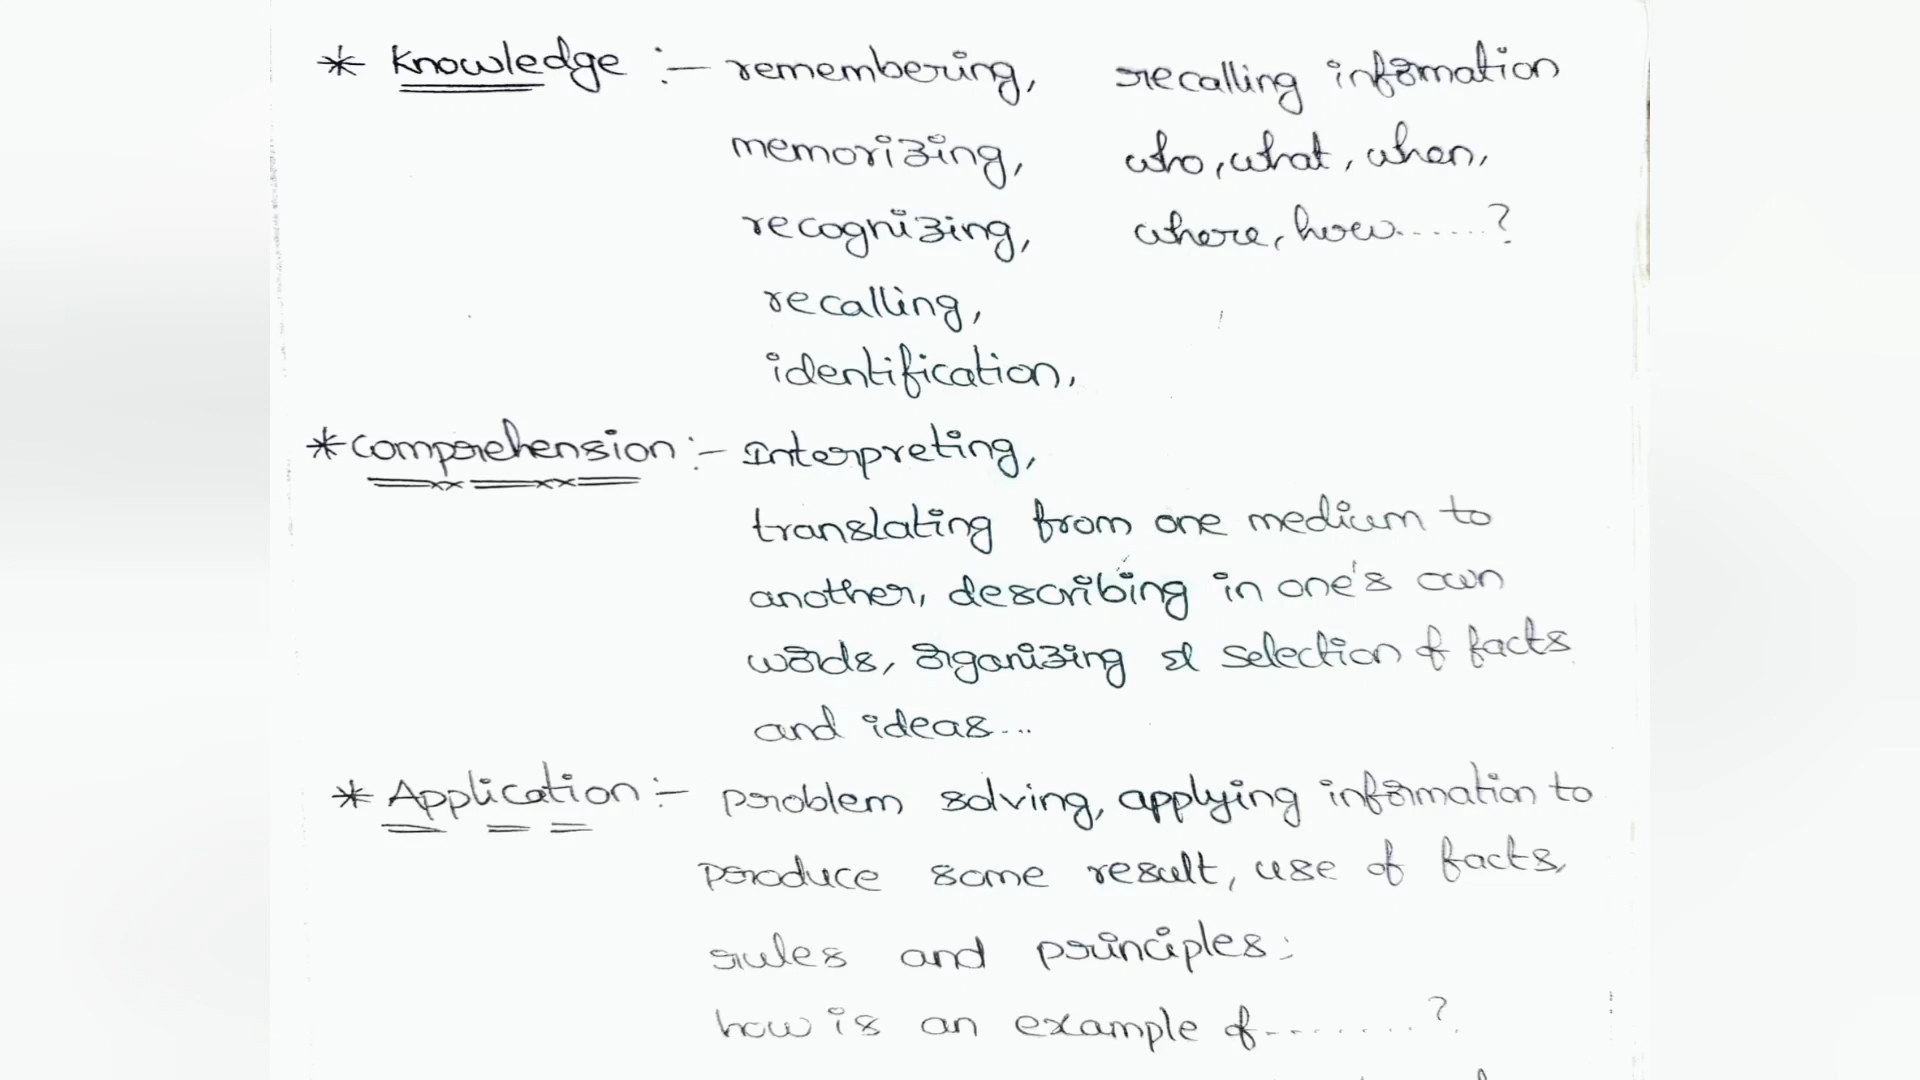 * Knowledge :- remembering, recalling information
memorizing, who, what, when,
recognizing, where, how......?
recalling,
identification,
* Comprehension :- Interpreting,
translating from one medium to
another, describing in one's own
words, organizing & selection of facts
and ideas...
* Application :- problem solving, applying information to
produce some result, use of facts,
rules and principles;
how is an example of........?